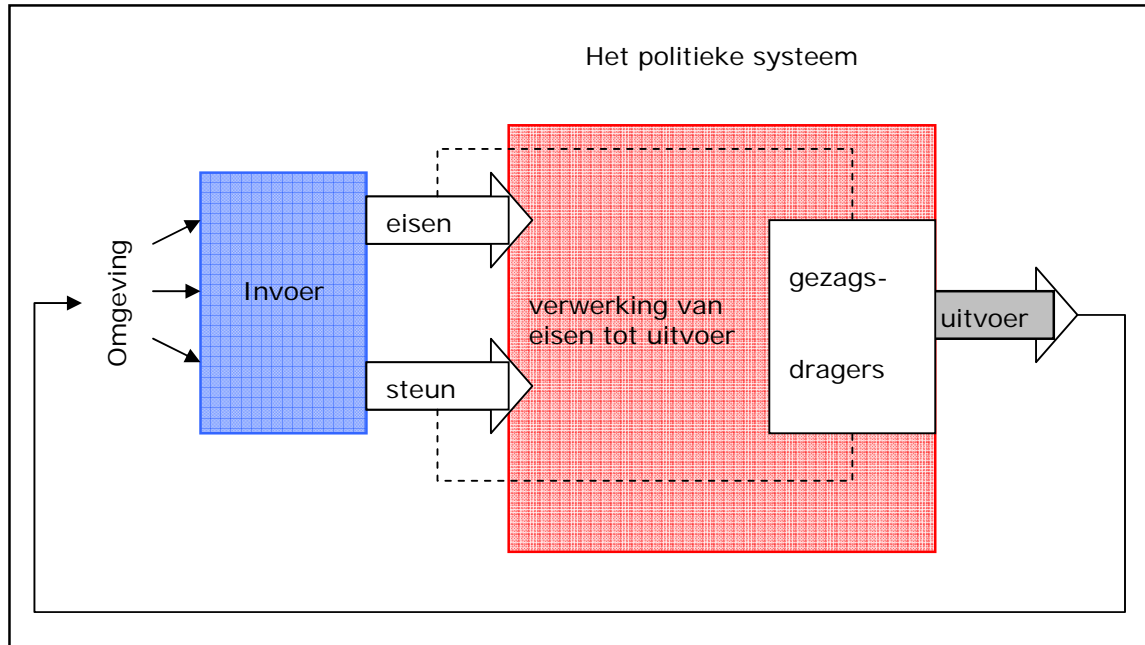 Het politieke systeem
Omgeving
Invoer
eisen
steun
verwerking van
eisen tot uitvoer
gezags-
dragers
uitvoer